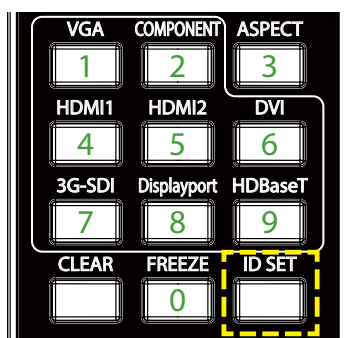 VGA COMPONENT ASPECT
1 2 3
HDMI1 HDMI2 DVI
4 5 6
3G-SDI Displayport HDBaseT
7 8 9
CLEAR FREEZE ID SET
0